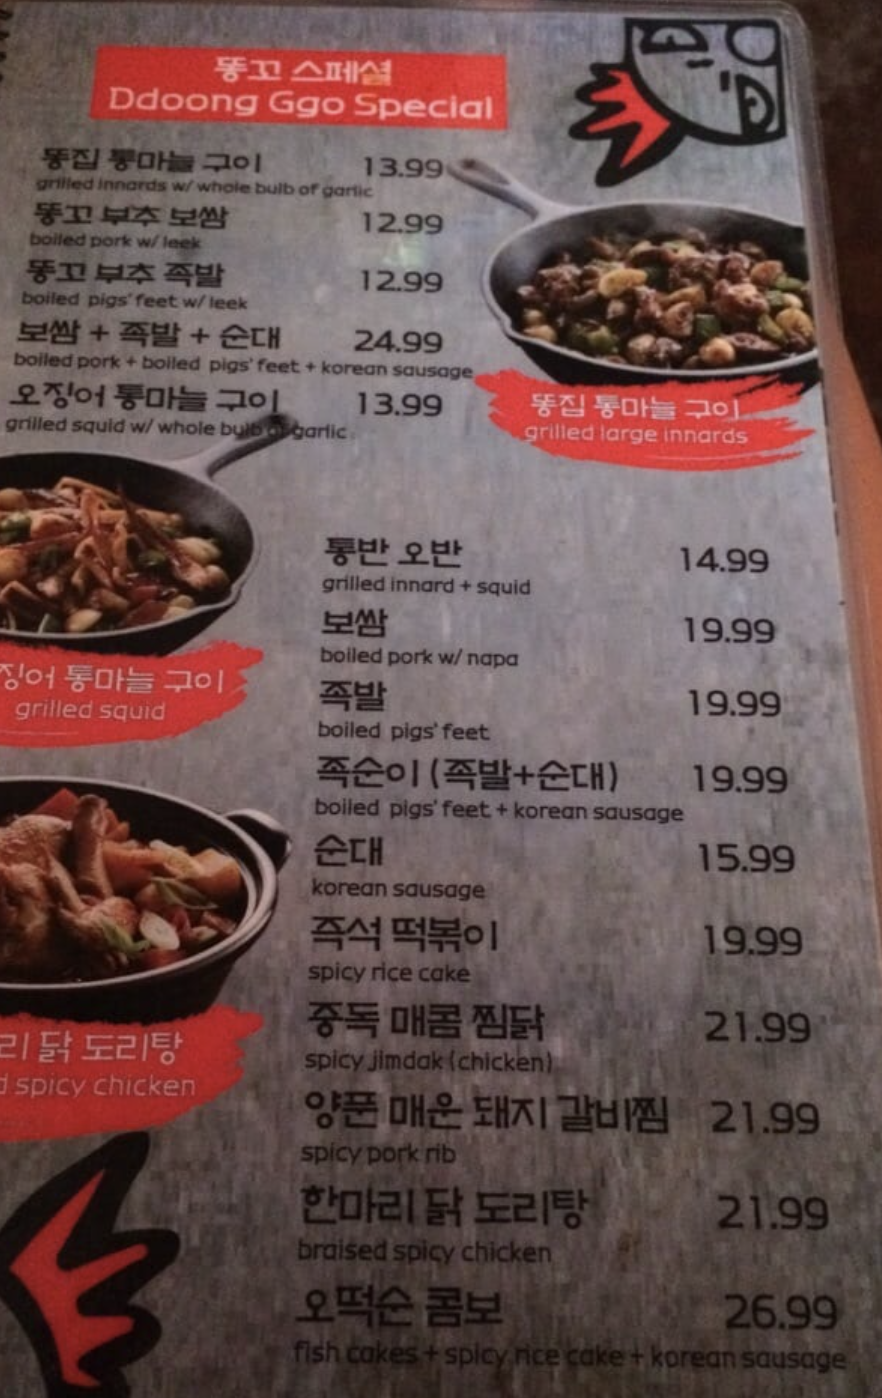 똥꼬 스페셜
Ddoong Ggo Special
똥집 통마늘 구이 13.99
grilled innards w/ whole bulb of garlic
똥꼬 부추 보쌈 12.99
boiled pork w/ leek
똥꼬 부추 족발 12.99
boiled pigs' feet w/ leek
보쌈 + 족발 + 순대 24.99
boiled pork + boiled pigs' feet + korean sausage
오징어 통마늘 구이 13.99
grilled squid w/ whole bulb of garlic
똥집 통마늘 구이
grilled large innards
징어 통마늘 구이
grilled squid
리 닭 도리탕
d spicy chicken
통반 오반 14.99
grilled innard + squid
보쌈 19.99
boiled pork w/ napa
족발 19.99
boiled pigs' feet
족순이 (족발+순대) 19.99
boiled pigs' feet + korean sausage
순대 15.99
korean sausage
즉석 떡볶이 19.99
spicy rice cake
중독 매콤 찜닭 21.99
spicy jimdak (chicken)
양푼 매운 돼지 갈비찜 21.99
spicy pork rib
한마리 닭 도리탕 21.99
braised spicy chicken
오떡순 콤보 26.99
fish cakes + spicy rice cake + korean sausage